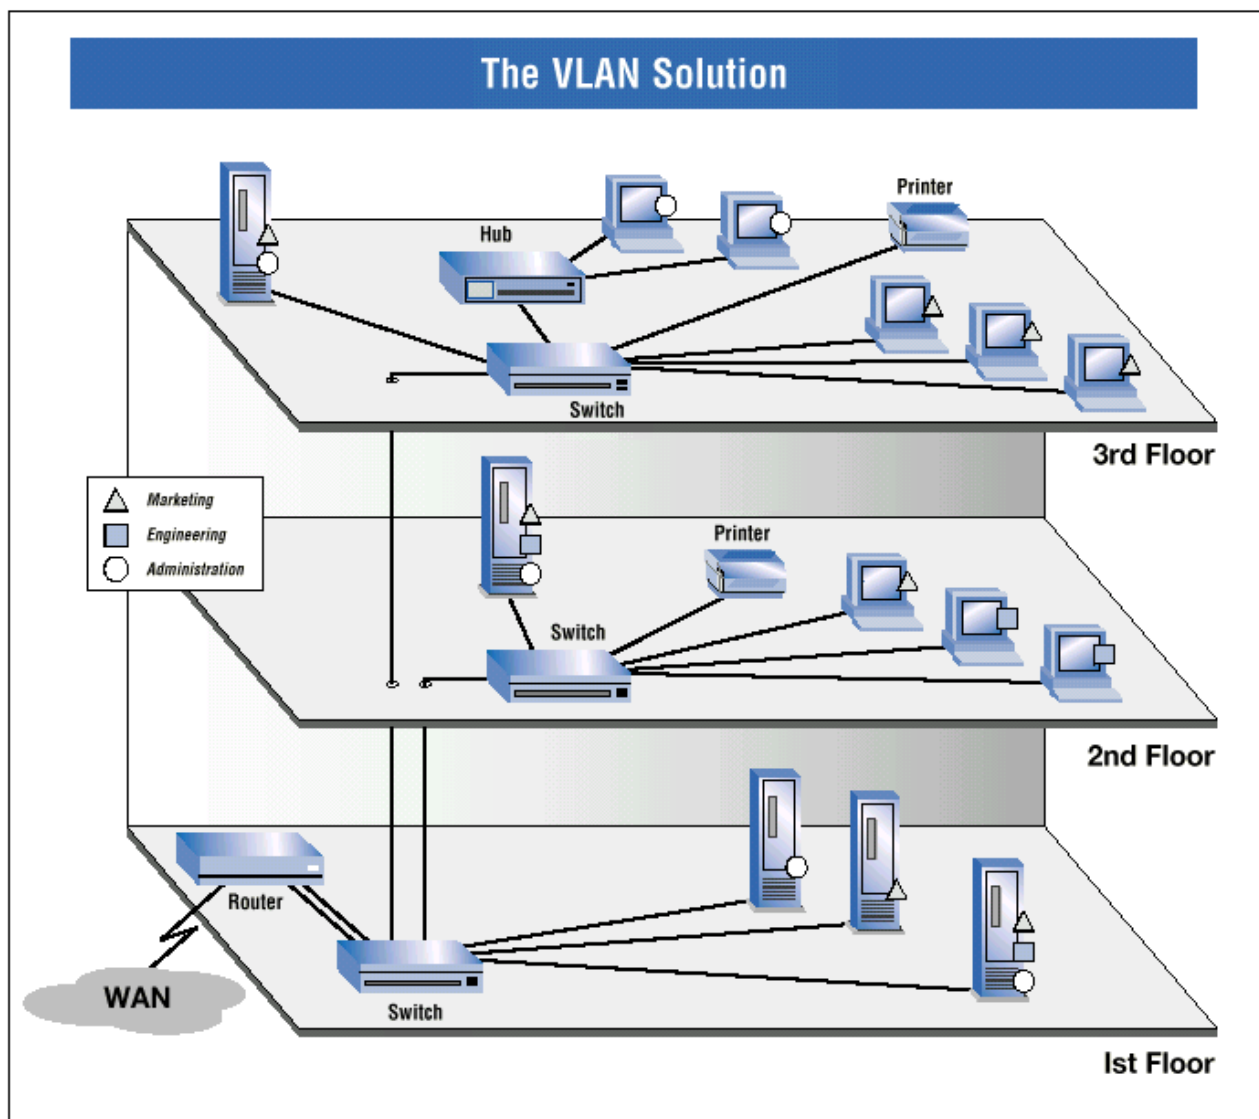 The VLAN Solution
Printer
Hub
Switch
3rd Floor
Marketing
Engineering
Administration
Printer
Switch
2nd Floor
Router
WAN
Switch
Ist Floor